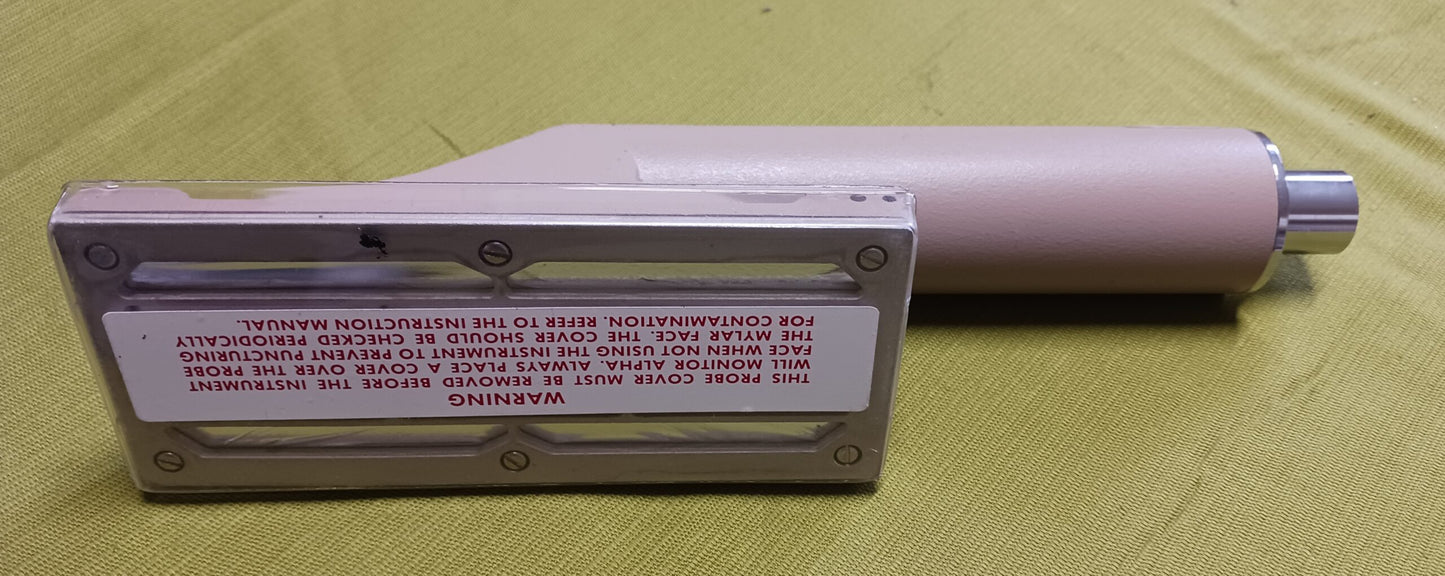 WARNING
THIS PROBE COVER MUST BE REMOVED BEFORE THE INSTRUMENT
WILL MONITOR ALPHA. ALWAYS PLACE A COVER OVER THE PROBE
FACE WHEN NOT USING THE INSTRUMENT TO PREVENT PUNCTURING
THE MYLAR FACE. THE COVER SHOULD BE CHECKED PERIODICALLY
FOR CONTAMINATION. REFER TO THE INSTRUCTION MANUAL.